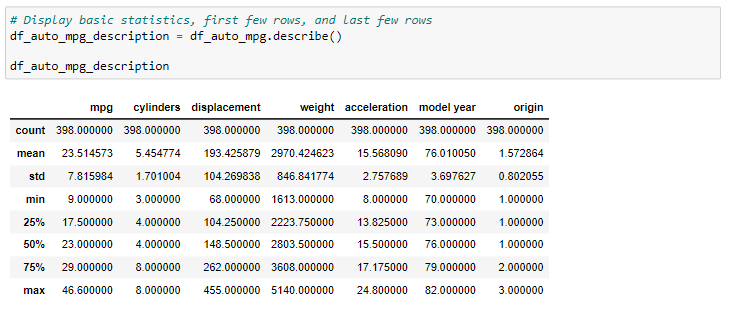 # Display basic statistics, first few rows, and last few rows
df_auto_mpg_description = df_auto_mpg.describe()
df_auto_mpg_description
mpg cylinders displacement weight acceleration model year origin
count 398.000000 398.000000 398.000000 398.000000 398.000000 398.000000 398.000000
mean 23.514573 5.454774 193.425879 2970.424623 15.568090 76.010050 1.572864
std 7.815984 1.701004 104.269838 846.841774 2.757689 3.697627 0.802055
min 9.000000 3.000000 68.000000 1613.000000 8.000000 70.000000 1.000000
25% 17.500000 4.000000 104.250000 2223.750000 13.825000 73.000000 1.000000
50% 23.000000 4.000000 148.500000 2803.500000 15.500000 76.000000 1.000000
75% 29.000000 8.000000 262.000000 3608.000000 17.175000 79.000000 2.000000
max 46.600000 8.000000 455.000000 5140.000000 24.800000 82.000000 3.000000